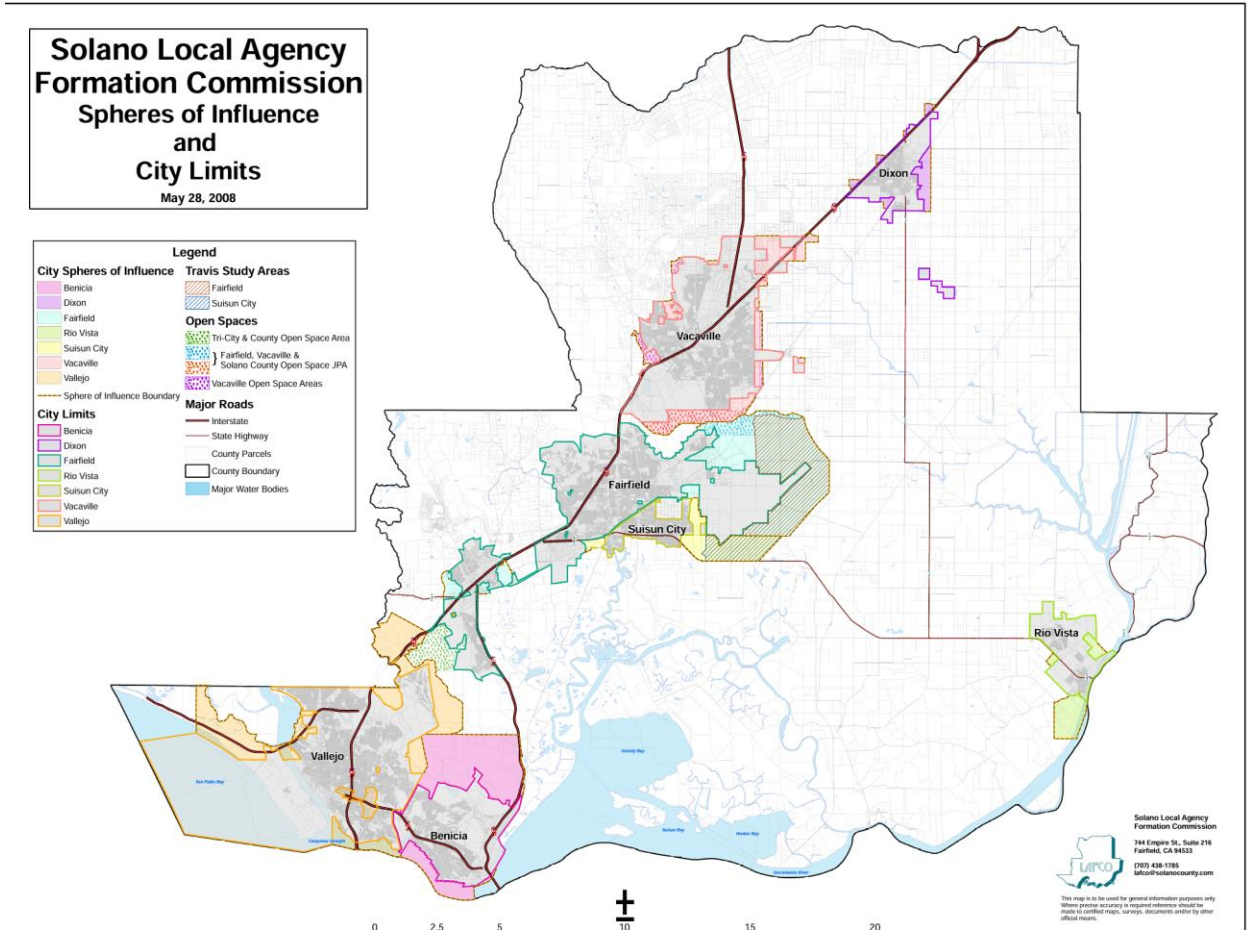 Solano Local Agency
Formation Commission
Spheres of Influence
and
City Limits
May 28, 2008
Legend
City Spheres of Influence
Benicia
Dixon
Fairfield
Rio Vista
Suisun City
Vacaville
Vallejo
Sphere of Influence Boundary
City Limits
Benicia
Dixon
Fairfield
Rio Vista
Suisun City
Vacaville
Vallejo
Travis Study Areas
Fairfield
Suisun City
Open Spaces
Tri-City & County Open Space Area
Fairfield, Vacaville &
Solano County Open Space JPA
Vacaville Open Space Areas
Major Roads
Interstate
State Highway
County Parcels
County Boundary
Major Water Bodies
Dixon
Vacaville
Fairfield
Suisun City
Rio Vista
Vallejo
Benicia
San Pablo Bay
Carquinez Straight
Grizzly Bay
Suisun Bay
Honker Bay
Sacramento River
LAFCO
Solano Local Agency
Formation Commission
744 Empire St., Suite 216
Fairfield, CA 94533
(707) 438-1785
lafco@solanocounty.com
This map is to be used for general information purposes only.
Where precise accuracy is required reference should be
made to certified maps, surveys, documents and/or by other
official means.
0 2.5 5 10 15 20